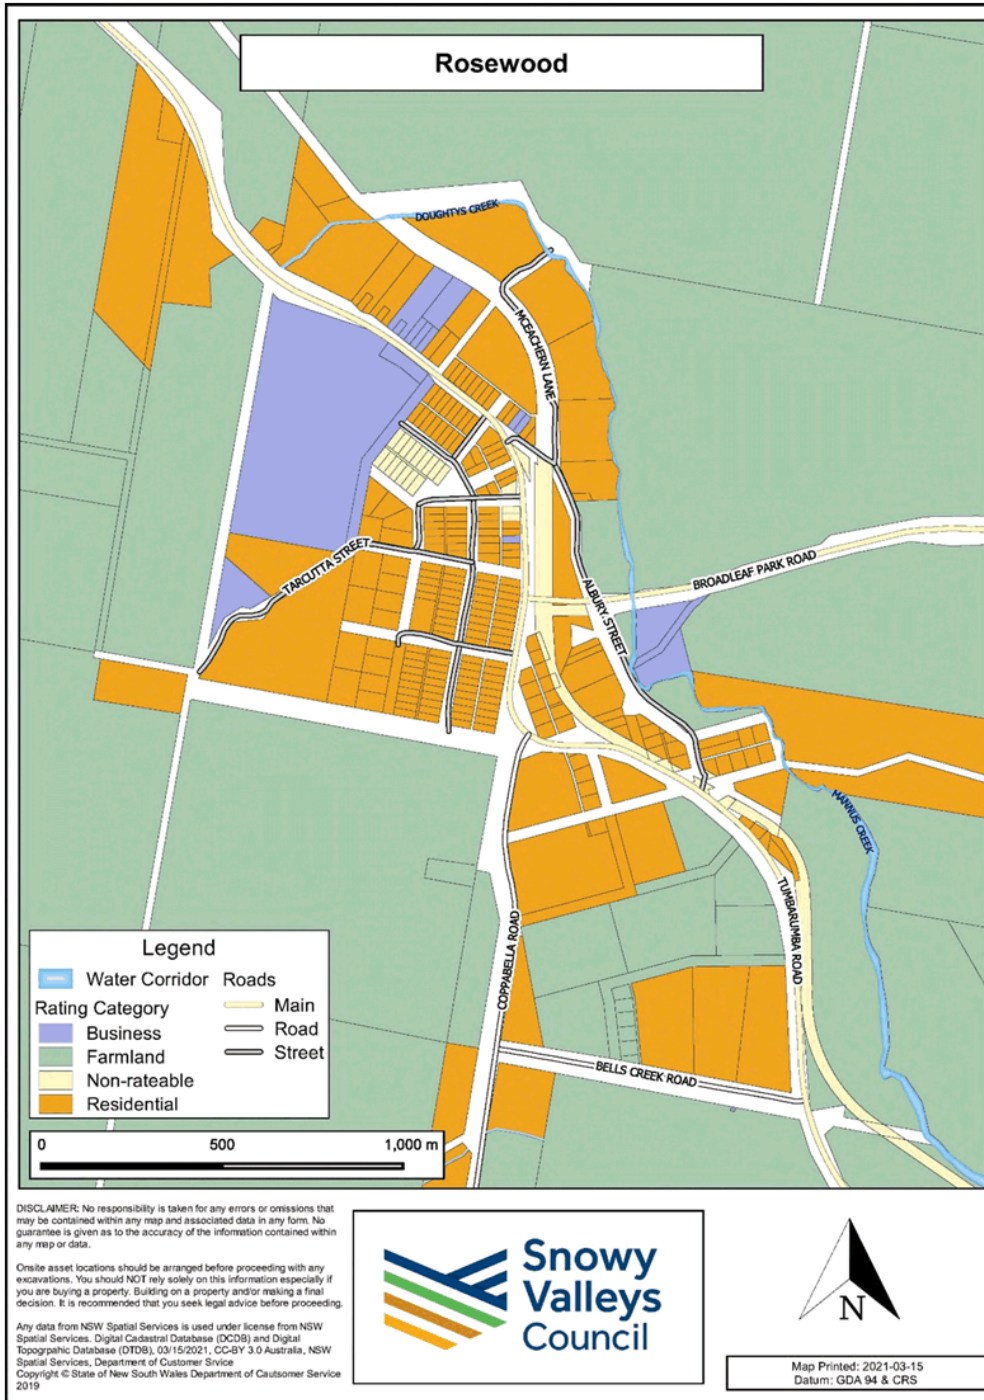 Rosewood
DOUGHTYS CREEK
MCEACHERN LANE
TARCUTTA STREET
BROADLEAF PARK ROAD
ALBURY STREET
MANNUS CREEK
TUMBARUMBA ROAD
COPPABELLA ROAD
BELLS CREEK ROAD
Legend
Water Corridor
Rating Category
Business
Farmland
Non-rateable
Residential
Roads
Main
Road
Street
0 500 1,000 m
DISCLAIMER: No responsibility is taken for any errors or omissions that
may be contained within any map and associated data in any form. No
guarantee is given as to the accuracy of the information contained within
any map or data.
Onsite asset locations should be arranged before proceeding with any
excavations. You should NOT rely solely on this information especially if
you are buying a property. Building on a property and/or making a final
decision. It is recommended that you seek legal advice before proceeding.
Any data from NSW Spatial Services is used under license from NSW
Spatial Services. Digital Cadastral Database (DCDB) and Digital
Topogrpahic Database (DTDB), 03/15/2021, CC-BY 3.0 Australia, NSW
Spatial Services, Department of Customer Srvice
Copyright © State of New South Wales Department of Cautsomer Service
2019
Snowy
Valleys
Council
N
Map Printed: 2021-03-15
Datum: GDA 94 & CRS